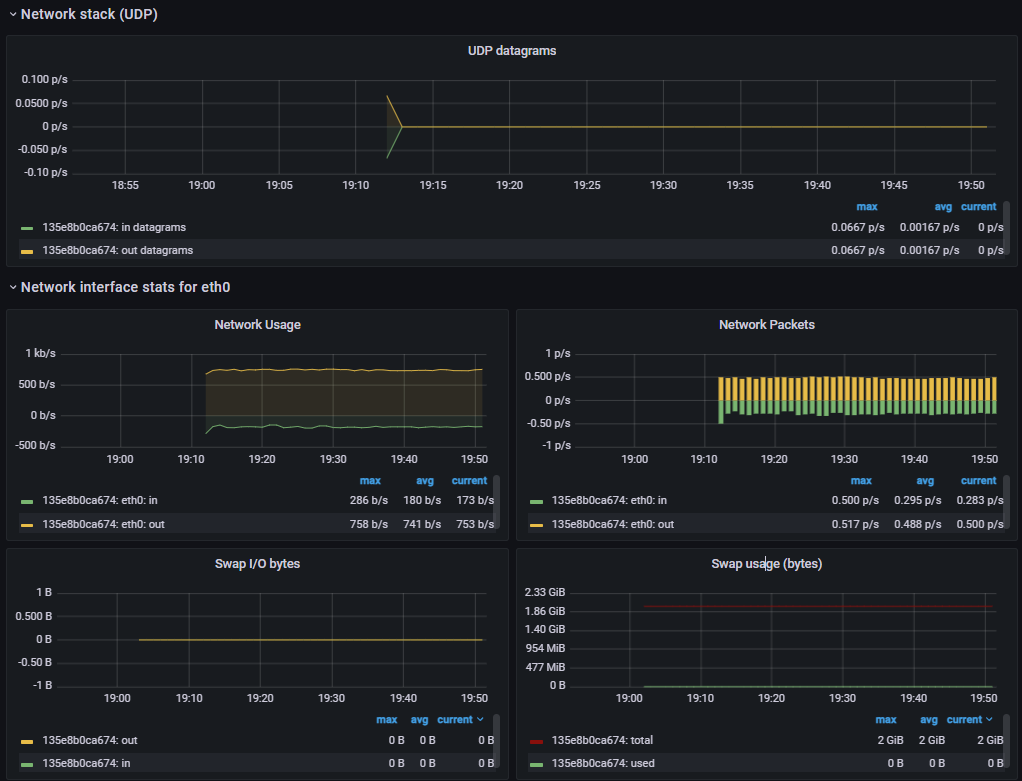 Network stack (UDP)
UDP datagrams
0.100 p/s
0.0500 p/s
0 p/s
-0.050 p/s
-0.10 p/s
18:55 19:00 19:05 19:10 19:15 19:20 19:25 19:30 19:35 19:40 19:45 19:50
max avg current
135e8b0ca674: in datagrams 0.0667 p/s 0.00167 p/s 0 p/s
135e8b0ca674: out datagrams 0.0667 p/s 0.00167 p/s 0 p/s
Network interface stats for eth0
Network Usage
1 kb/s
500 b/s
0 b/s
-500 b/s
19:00 19:10 19:20 19:30 19:40 19:50
max avg current
135e8b0ca674: eth0: in 286 b/s 180 b/s 173 b/s
135e8b0ca674: eth0: out 758 b/s 741 b/s 753 b/s
Network Packets
1 p/s
0.500 p/s
0 p/s
-0.50 p/s
-1 p/s
19:00 19:10 19:20 19:30 19:40 19:50
max avg current
135e8b0ca674: eth0: in 0.500 p/s 0.295 p/s 0.283 p/s
135e8b0ca674: eth0: out 0.517 p/s 0.488 p/s 0.500 p/s
Swap I/O bytes
1 B
0.500 B
0 B
-0.50 B
-1 B
19:00 19:10 19:20 19:30 19:40 19:50
max avg current
135e8b0ca674: out 0 B 0 B 0 B
135e8b0ca674: in 0 B 0 B 0 B
Swap usage (bytes)
2.33 GiB
1.86 GiB
1.40 GiB
954 MiB
477 MiB
0 B
19:00 19:10 19:20 19:30 19:40 19:50
max avg current
135e8b0ca674: total 2 GiB 2 GiB 2 GiB
135e8b0ca674: used 0 B 0 B 0 B